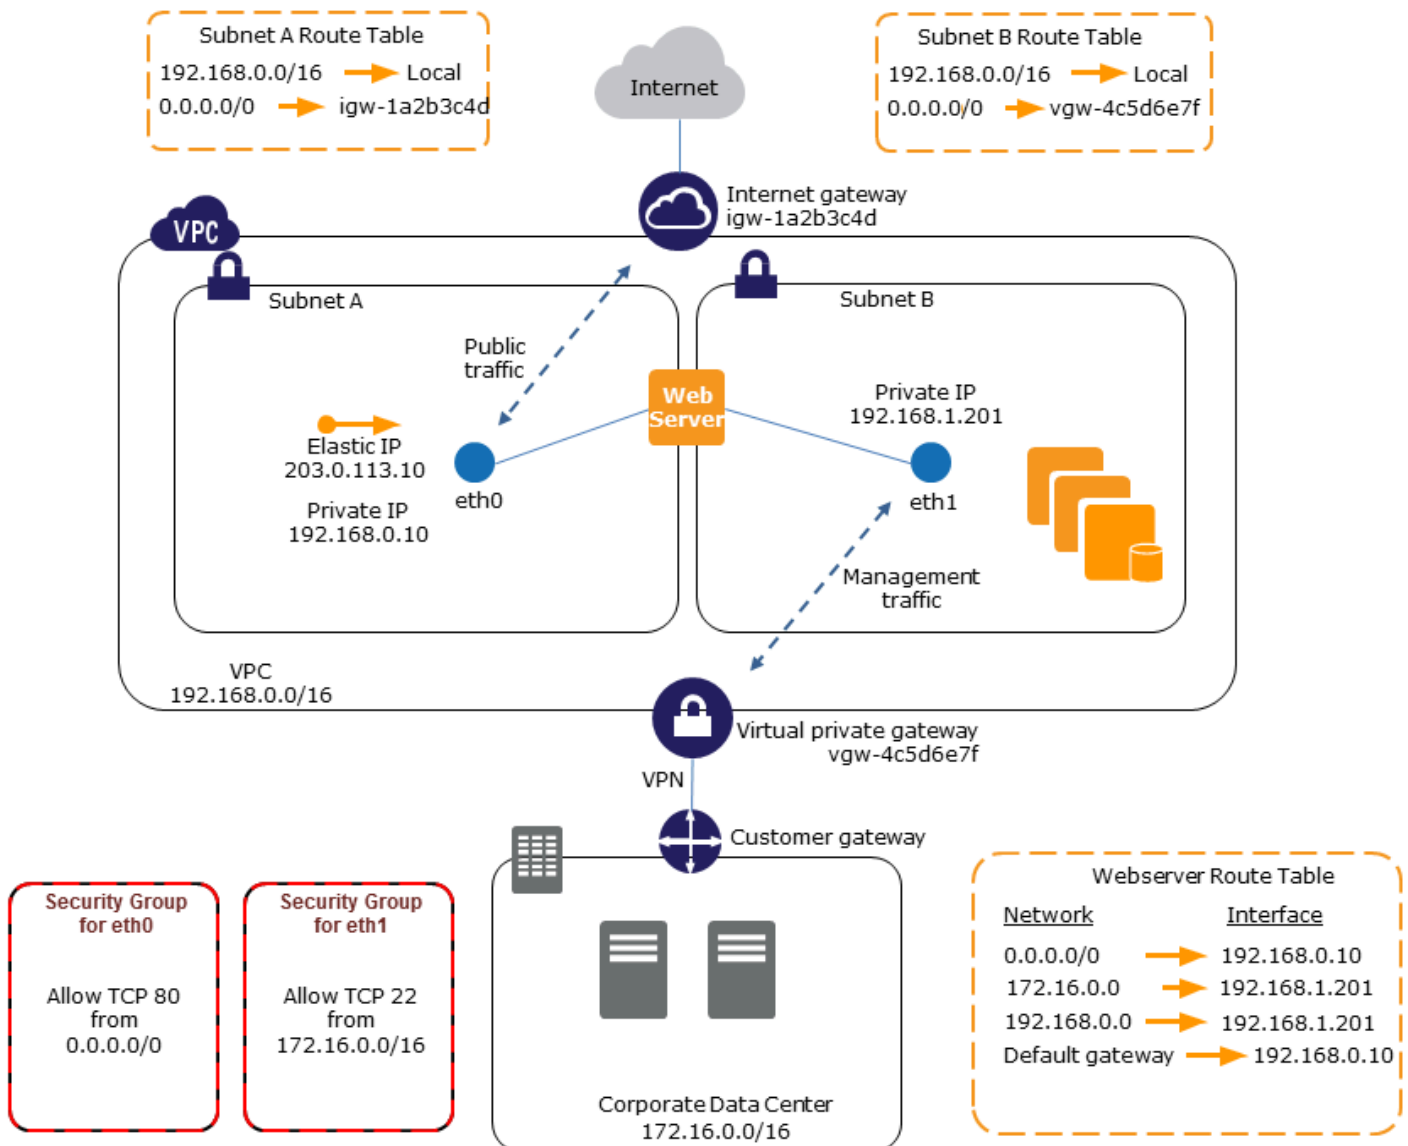 Subnet A Route Table
192.168.0.0/16 Local
0.0.0.0/0 igw-1a2b3c4d
Internet
Subnet B Route Table
192.168.0.0/16 Local
0.0.0.0/0 vgw-4c5d6e7f
Internet gateway
igw-1a2b3c4d
VPC
Subnet A
Subnet B
Public
traffic
Web
Server
Private IP
192.168.1.201
Elastic IP
203.0.113.10
eth0
eth1
Private IP
192.168.0.10
Management
traffic
VPC
192.168.0.0/16
Virtual private gateway
vgw-4c5d6e7f
VPN
Customer gateway
Security Group
for eth0
Allow TCP 80
from
0.0.0.0/0
Security Group
for eth1
Allow TCP 22
from
172.16.0.0/16
Corporate Data Center
172.16.0.0/16
Webserver Route Table
Network Interface
0.0.0.0/0 192.168.0.10
172.16.0.0 192.168.1.201
192.168.0.0 192.168.1.201
Default gateway 192.168.0.10